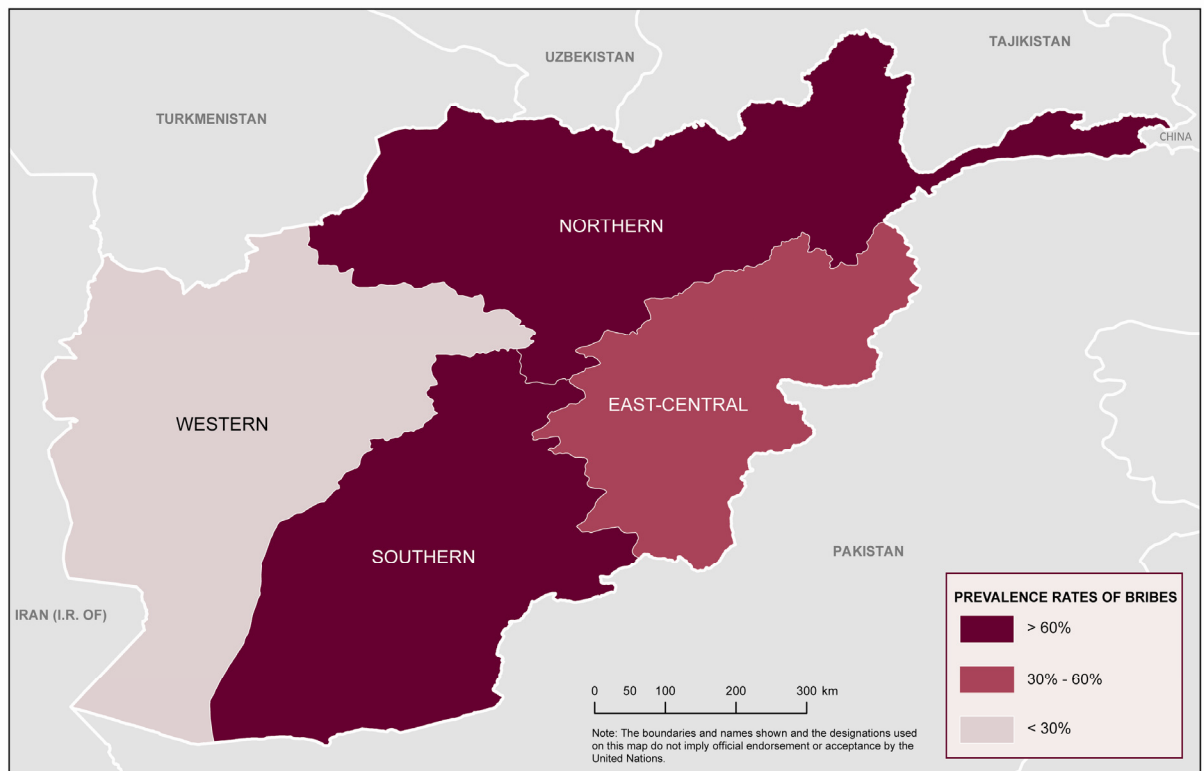 UZBEKISTAN
TAJIKISTAN
TURKMENISTAN
CHINA
NORTHERN
WESTERN
EAST-CENTRAL
SOUTHERN
PAKISTAN
IRAN (I.R. OF)
PREVALENCE RATES OF BRIBES
> 60%
30% - 60%
< 30%
0 50 100 200 300 km
Note: The boundaries and names shown and the designations used
on this map do not imply official endorsement or acceptance by the
United Nations.